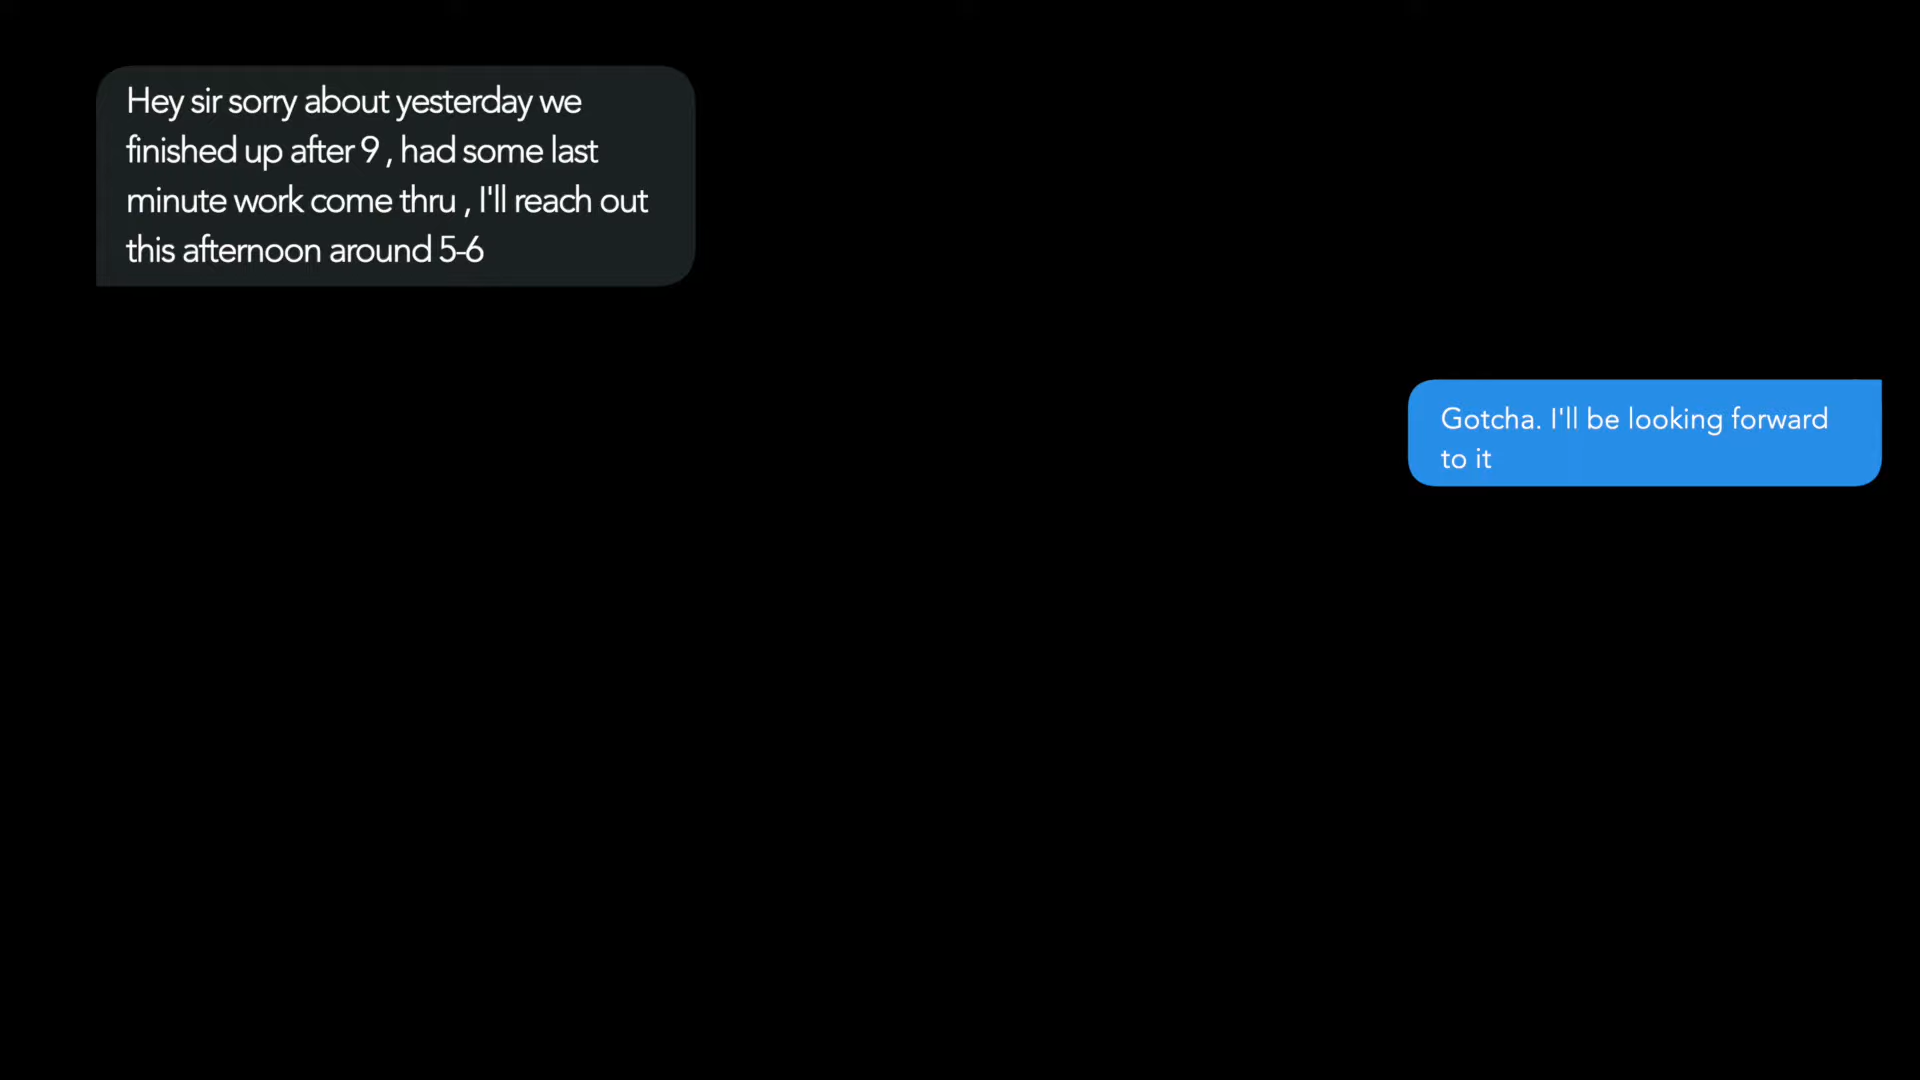 Hey sir sorry about yesterday we
finished up after 9 , had some last
minute work come thru , I'll reach out
this afternoon around 5-6
Gotcha. I'll be looking forward
to it